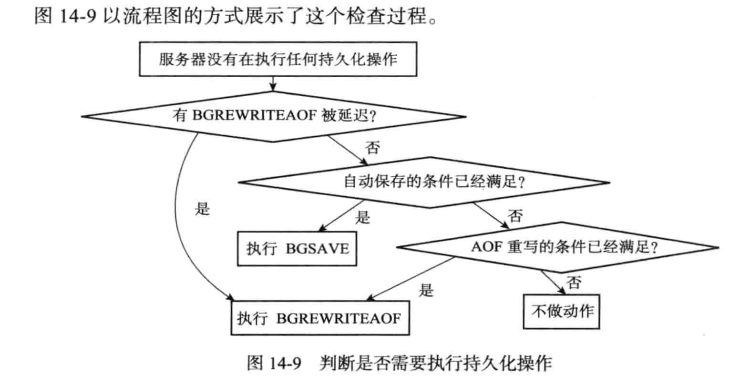 图 14-9 以流程图的方式展示了这个检查过程。
服务器没有在执行任何持久化操作
有 BGREWRITEAOF 被延迟？
否
自动保存的条件已经满足？
是
是
否
执行 BGSAVE
AOF 重写的条件已经满足？
是
否
执行 BGREWRITEAOF
不做动作
图 14-9 判断是否需要执行持久化操作